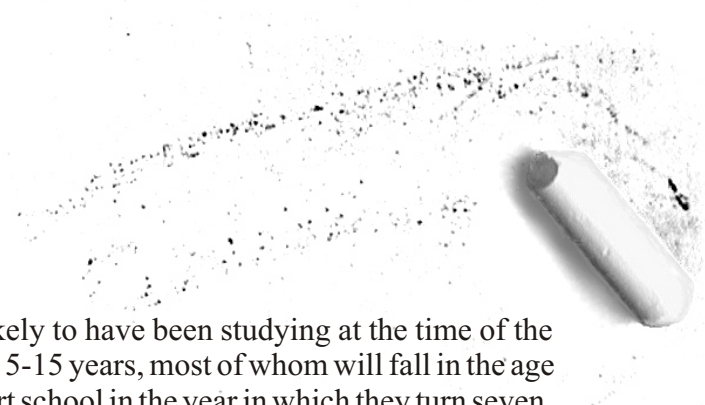 to have been studying at the time of the
5-15 years, most of whom will fall in the age
school in the year in which they turn seven